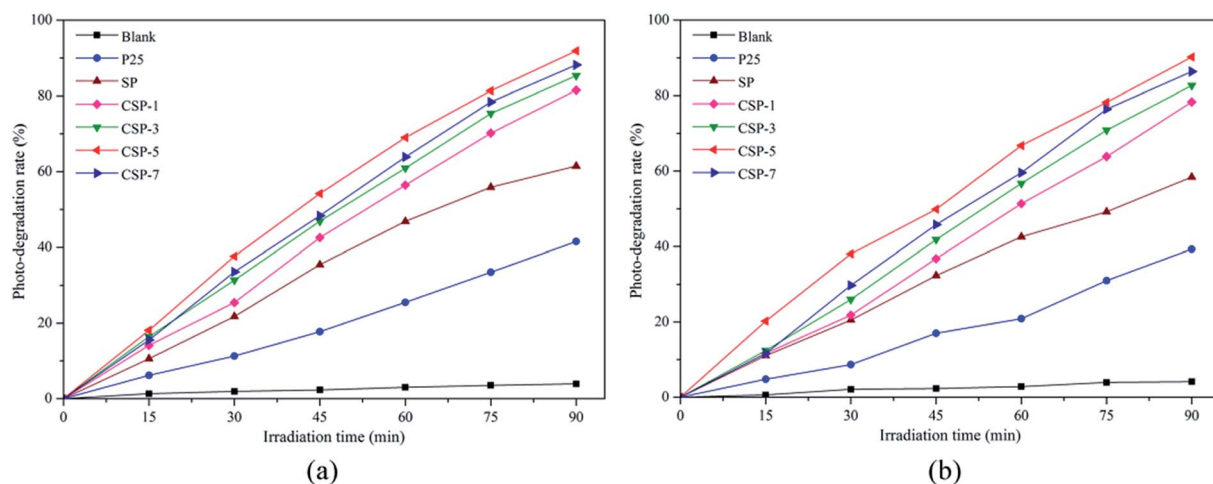 100
80
60
40
20
0
Photo-degradation rate (%)
Blank
P25
SP
CSP-1
CSP-3
CSP-5
CSP-7
0 15 30 45 60 75 90
Irradiation time (min)
(a)
100
80
60
40
20
0
Photo-degradation rate (%)
Blank
P25
SP
CSP-1
CSP-3
CSP-5
CSP-7
0 15 30 45 60 75 90
Irradiation time (min)
(b)